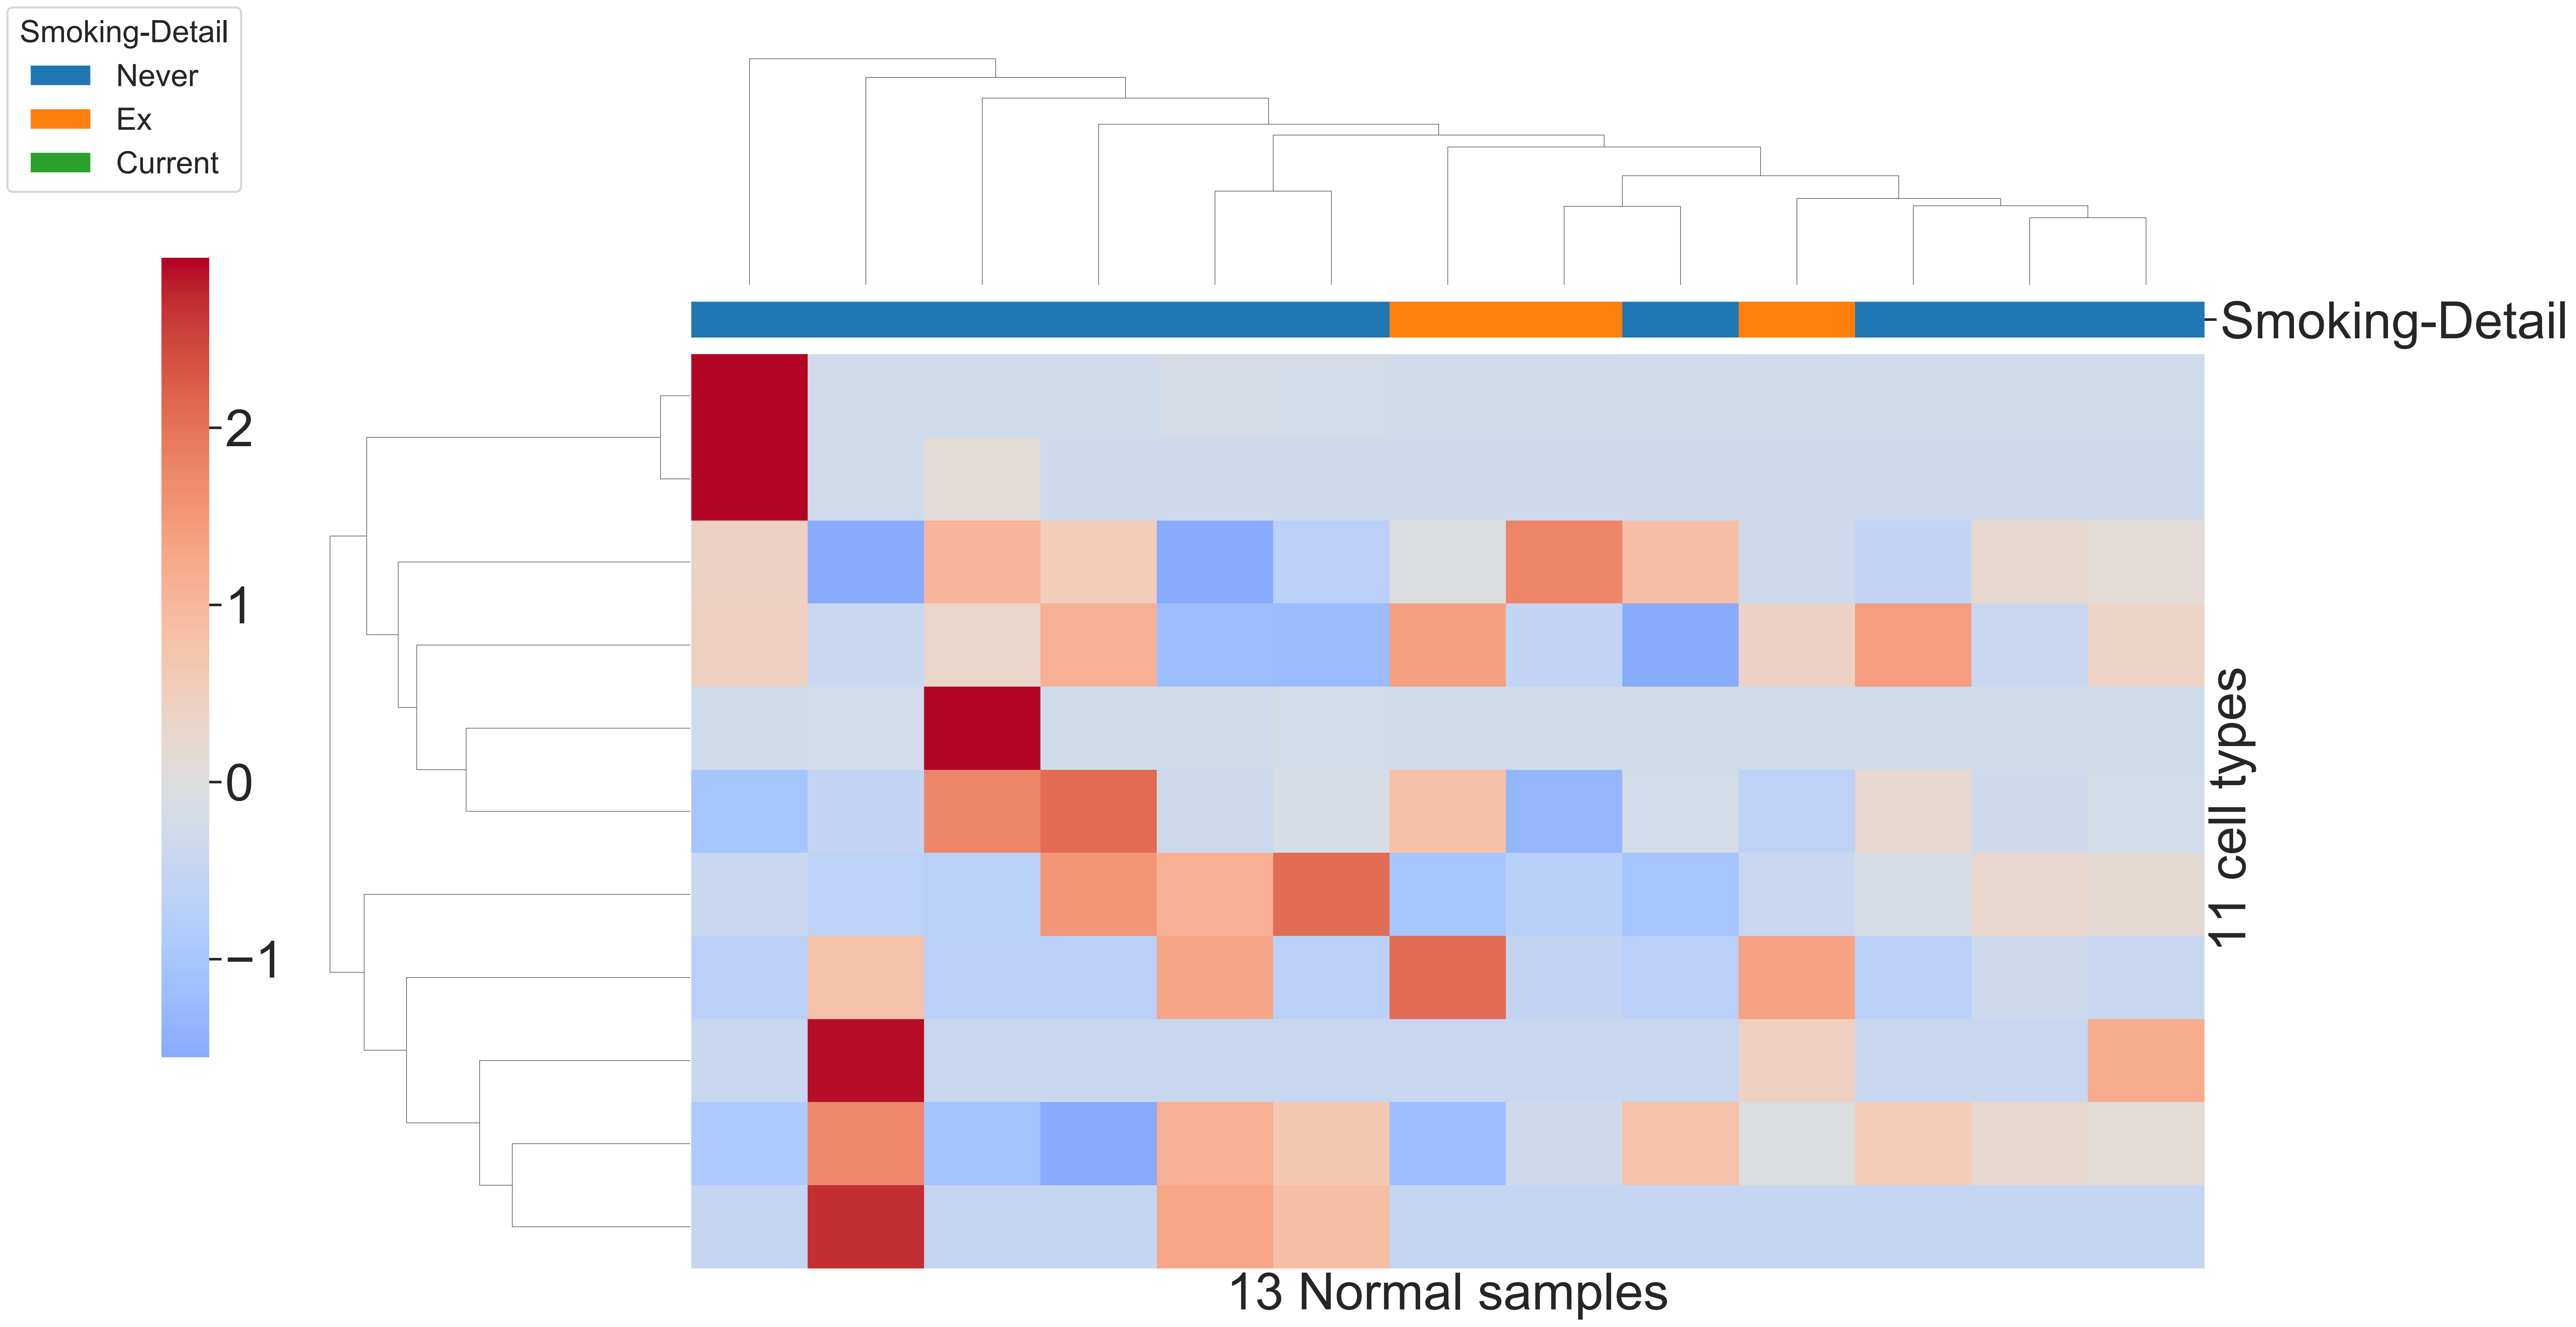 Smoking-Detail
Never
Ex
Current
Smoking-Detail
2
1
0
−1
11 cell types
13 Normal samples